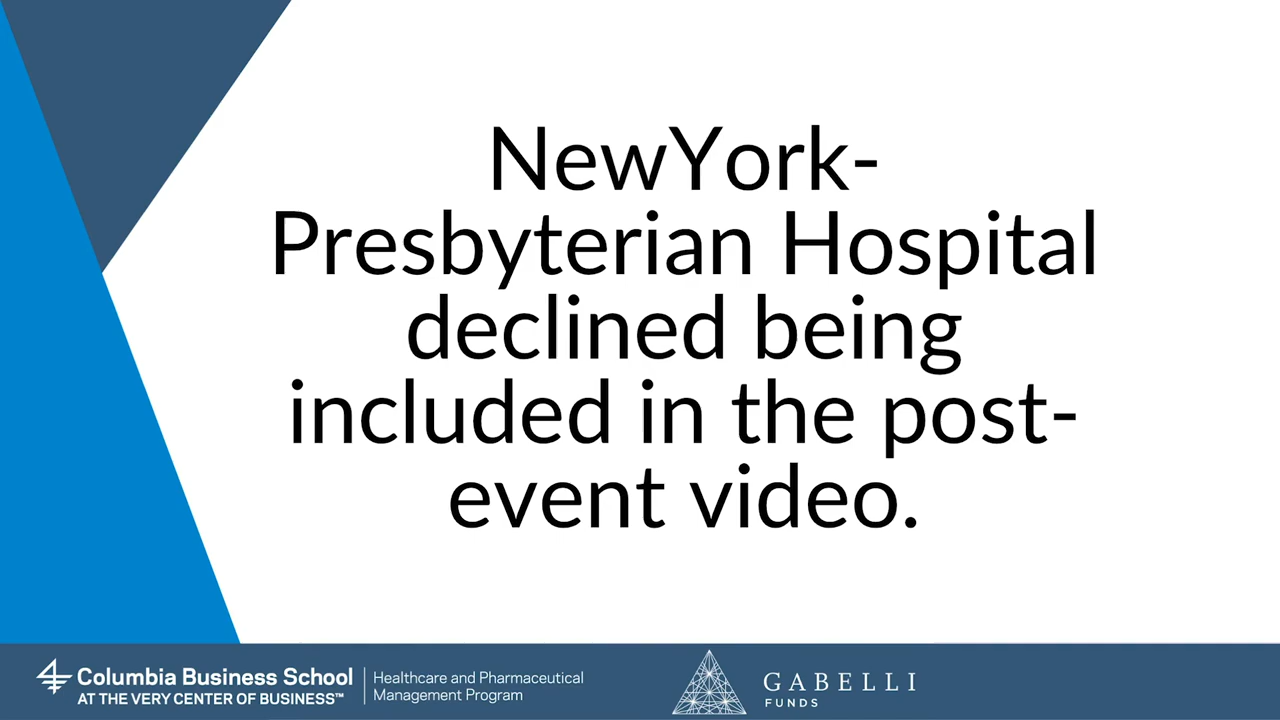 NewYork-
Presbyterian Hospital
declined being
included in the post-
event video.
Columbia Business School
AT THE VERY CENTER OF BUSINESS™
Healthcare and Pharmaceutical
Management Program
GABELLI
FUNDS